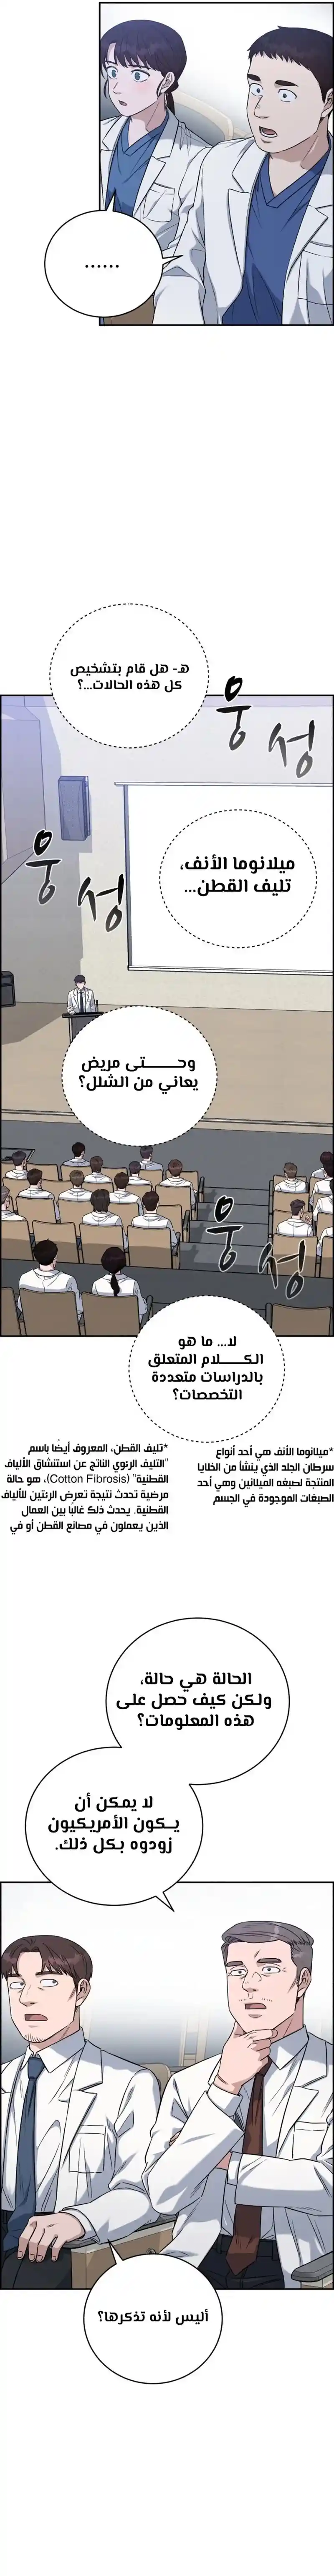 ......
هـ- هل قام بتشخيص
كل هذه الحالات...؟
웅성
ميلانوما الأنف،
تليف القطن...
웅성
وحتى مريض
يعاني من الشلل؟
웅성
لا... ما هو
الكلام المتعلق
بالدراسات متعددة
التخصصات؟
*ميلانوما الأنف هي أحد أنواع
سرطان الجلد الذي ينشأ من الخلايا
المنتجة لصبغه الميلانين وهي أحد
الصبغات الموجودة في الجسم
*تليف القطن، المعروف أيضًا باسم
"التليف الرئوي الناتج عن استنشاق الألياف
القطنية" (Cotton Fibrosis)، هو حالة
مرضية تحدث نتيجة تعرض الرئتين للألياف
القطنية. يحدث ذلك غالبًا بين العمال
الذين يعملون في مصانع القطن أو في
الحالة هي حالة،
ولكن كيف حصل على
هذه المعلومات؟
لا يمكن أن
يكون الأمريكيون
زودوه بكل ذلك.
أليس لأنه تذكرها؟